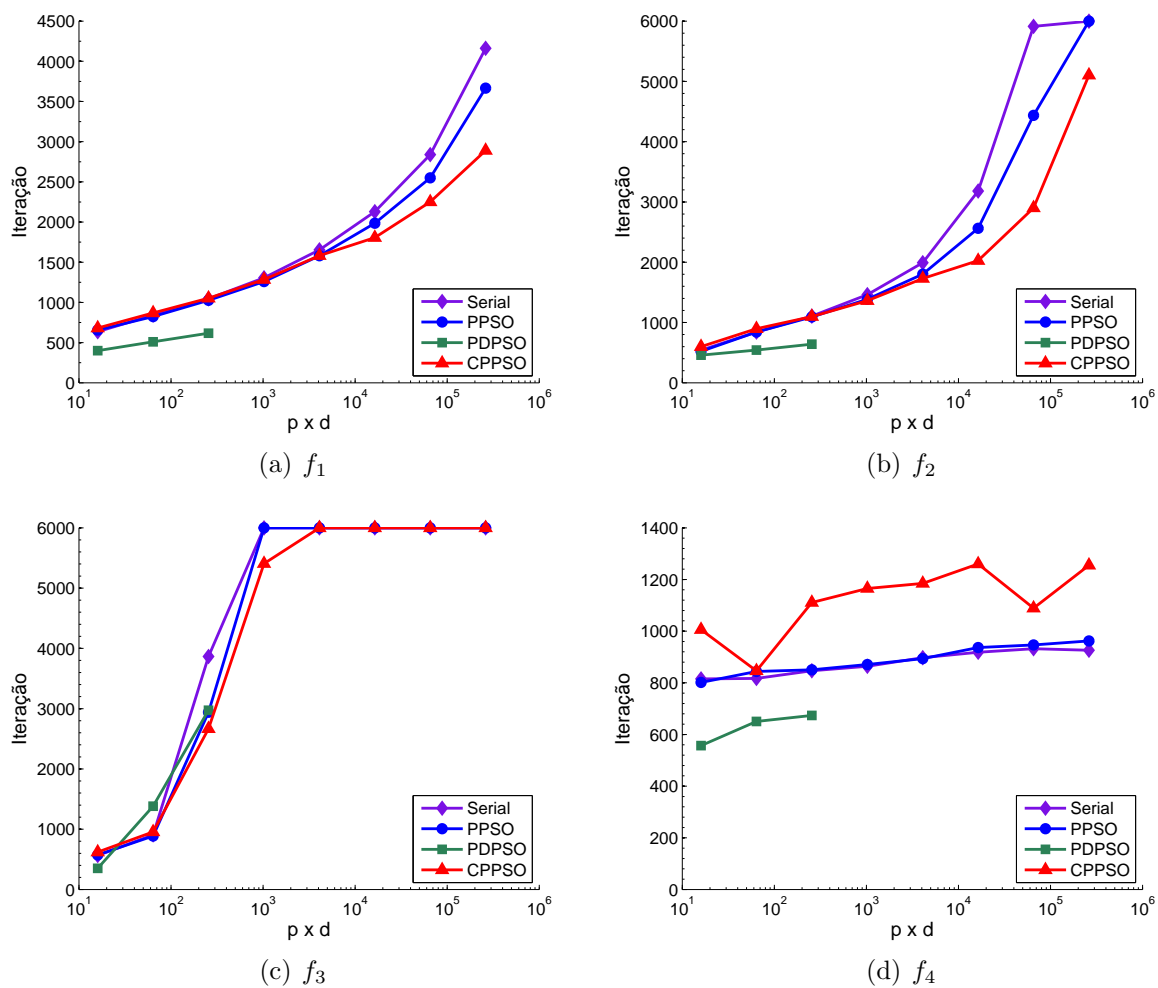 4500
4000
3500
3000
2500
2000
1500
1000
500
0
Iteração
10^1 10^2 10^3 10^4 10^5 10^6
p x d
Serial
PPSO
PDPSO
CPPSO
(a) f_1
6000
5000
4000
3000
2000
1000
0
Iteração
10^1 10^2 10^3 10^4 10^5 10^6
p x d
Serial
PPSO
PDPSO
CPPSO
(b) f_2
6000
5000
4000
3000
2000
1000
0
Iteração
10^1 10^2 10^3 10^4 10^5 10^6
p x d
Serial
PPSO
PDPSO
CPPSO
(c) f_3
1400
1200
1000
800
600
400
200
0
Iteração
10^1 10^2 10^3 10^4 10^5 10^6
p x d
Serial
PPSO
PDPSO
CPPSO
(d) f_4